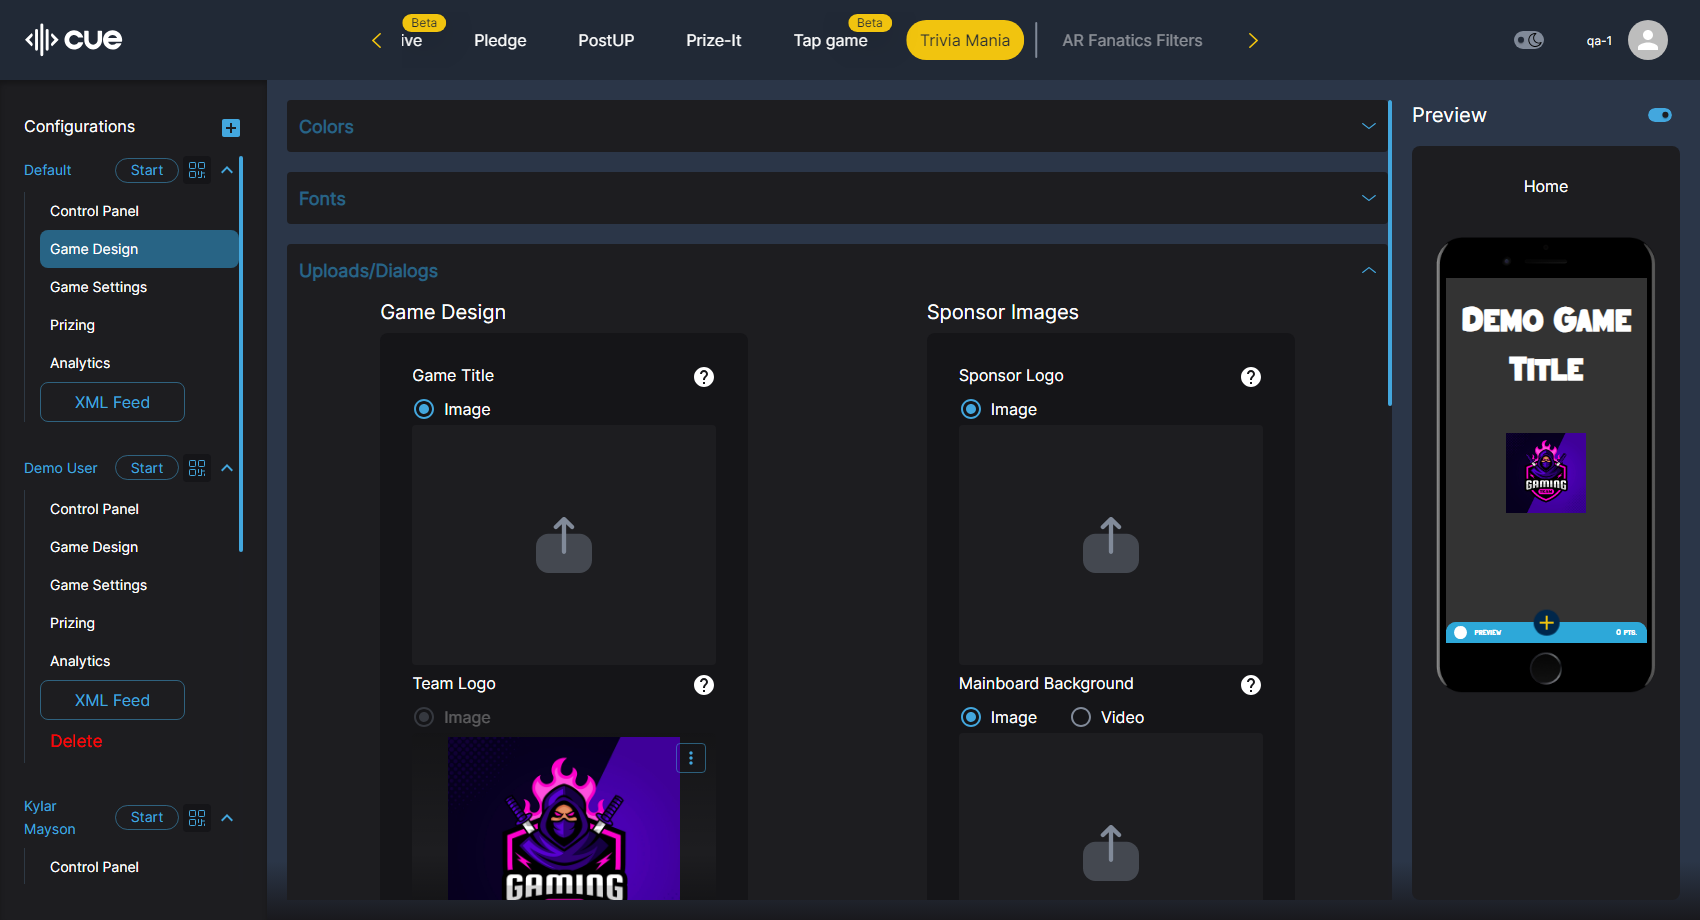 cue
Beta
ive
Pledge
PostUP
Prize-It
Tap game
Beta
Trivia Mania
AR Fanatics Filters
qa-1
Configurations
Default
Start
Control Panel
Game Design
Game Settings
Prizing
Analytics
XML Feed
Demo User
Start
Control Panel
Game Design
Game Settings
Prizing
Analytics
XML Feed
Delete
Kylar
Mayson
Start
Control Panel
Colors
Fonts
Uploads/Dialogs
Game Design
Game Title
Image
Team Logo
Image
GAMING
Sponsor Images
Sponsor Logo
Image
Mainboard Background
Image
Video
Preview
Home
DEMO GAME
TITLE
GAMING
PREVIEW
0 PTS.